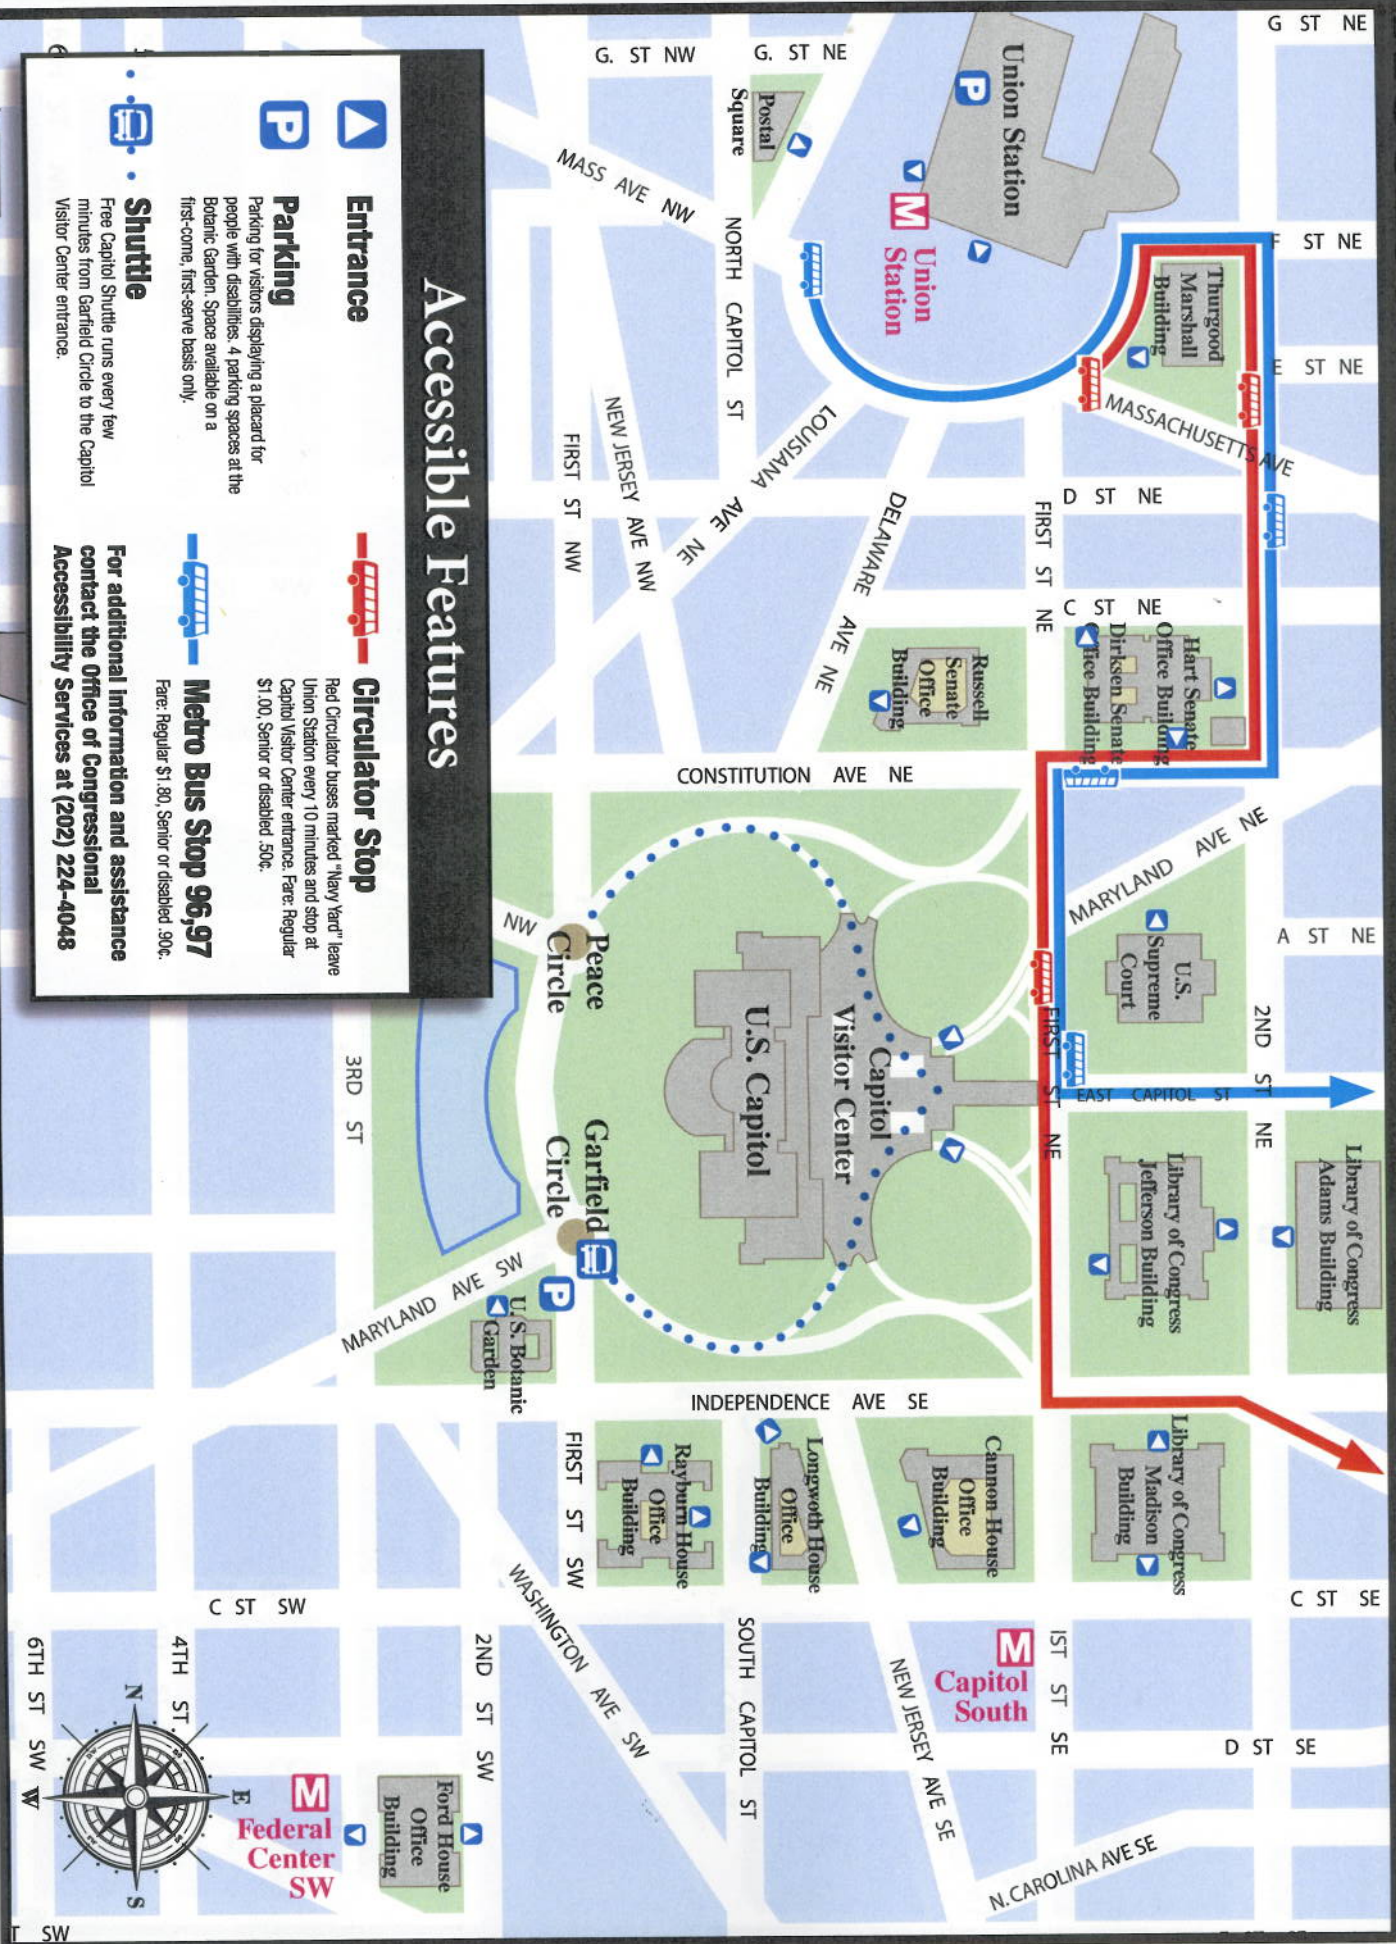 Accessible Features
Entrance
P
Parking
Parking for visitors displaying a placard for
people with disabilities. 4 parking spaces at the
Botanic Garden. Space available on a
first-come, first-serve basis only.
Shuttle
Free Capitol Shuttle runs every few
minutes from Garfield Circle to the Capitol
Visitor Center entrance.
Circulator Stop
Red Circulator buses marked "Navy Yard" leave
Union Station every 10 minutes and stop at
Capitol Visitor Center entrance. Fare: Regular
$1.00, Senior or disabled .50¢.
Metro Bus Stop 96,97
Fare: Regular $1.80, Senior or disabled .90¢.
For additional information and assistance
contact the Office of Congressional
Accessibility Services at (202) 224-4048
G ST NE
G. ST NW
G. ST NE
Union Station
P
Postal
Square
M
Union
Station
MASS AVE NW
NORTH CAPITOL ST
F ST NE
Thurgood
Marshall
Building
E ST NE
MASSACHUSETTS AVE
LOUISIANA AVE NE
NEW JERSEY AVE NW
FIRST ST NW
DELAWARE AVE NE
D ST NE
FIRST ST NE
C ST NE
Hart Senate
Office Building
Dirksen Senate
Office Building
Russell
Senate
Office
Building
CONSTITUTION AVE NE
MARYLAND AVE NE
A ST NE
U.S.
Supreme
Court
2ND ST NE
FIRST ST NE
EAST CAPITOL ST
NW
Peace
Circle
Capitol
Visitor Center
U.S. Capitol
Garfield
Circle
3RD ST
Library of Congress
Adams Building
Library of Congress
Jefferson Building
MARYLAND AVE SW
P
U. S. Botanic
Garden
INDEPENDENCE AVE SE
Library of Congress
Madison
Building
Cannon House
Office
Building
Longworth House
Office
Building
Rayburn House
Office
Building
FIRST ST SW
WASHINGTON AVE SW
C ST SW
C ST SE
SOUTH CAPITOL ST
NEW JERSEY AVE SE
M
Capitol
South
1ST ST SE
D ST SE
N. CAROLINA AVE SE
2ND ST SW
4TH ST
6TH ST SW
Ford House
Office
Building
M
Federal
Center
SW
N
E
S
W
T SW